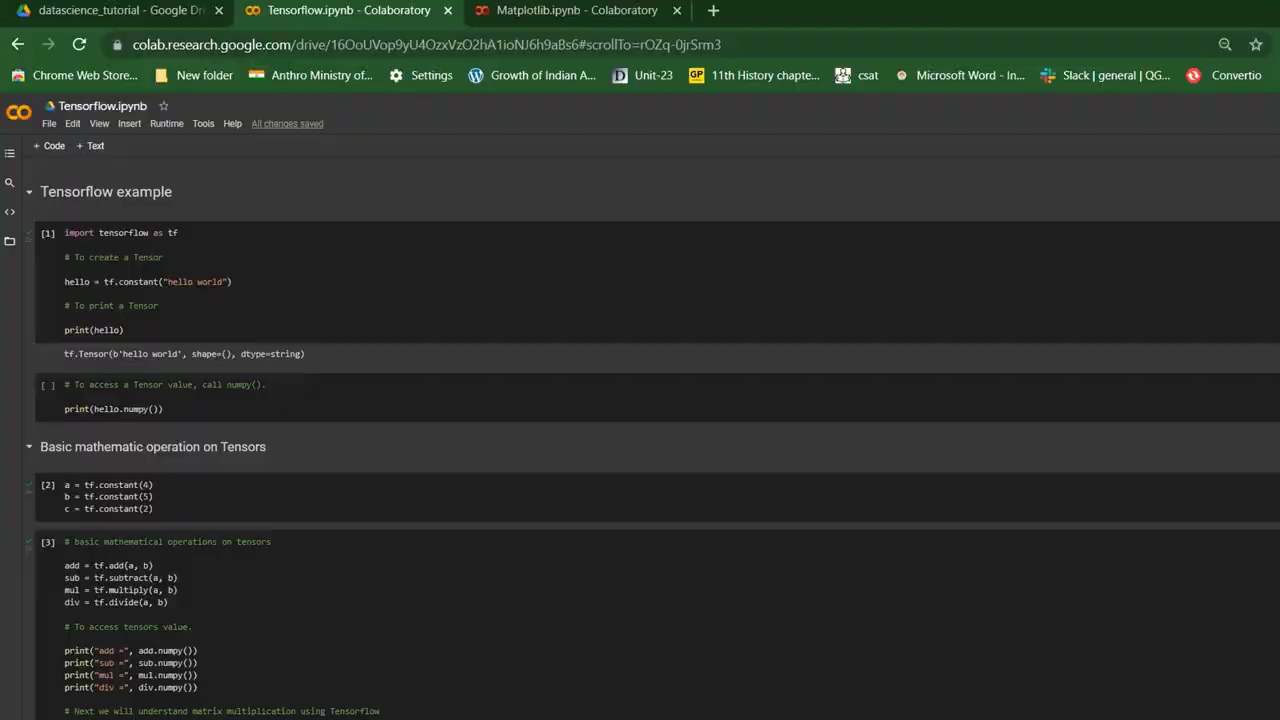 datascience_tutorial - Google Dri
Tensorflow.ipynb - Colaboratory
Matplotlib.ipynb - Colaboratory
colab.research.google.com/drive/16OoUVop9yU4OzxVzO2hA1ioNJ6h9aBs6#scrollTo=rOZq-0jrSrm3
Chrome Web Store...
New folder
Anthro Ministry of...
Settings
Growth of Indian A...
Unit-23
GP 11th History chapte...
csat
Microsoft Word - In...
Slack | general | QG...
Convertio
Tensorflow.ipynb
File Edit View Insert Runtime Tools Help All changes saved
+ Code + Text
Tensorflow example
[1] import tensorflow as tf
# To create a Tensor
hello = tf.constant("hello world")
# To print a Tensor
print(hello)
tf.Tensor(b'hello world', shape=(), dtype=string)
[ ] # To access a Tensor value, call numpy().
print(hello.numpy())
Basic mathematic operation on Tensors
[2] a = tf.constant(4)
b = tf.constant(5)
c = tf.constant(2)
[3] # basic mathematical operations on tensors
add = tf.add(a, b)
sub = tf.subtract(a, b)
mul = tf.multiply(a, b)
div = tf.divide(a, b)
# To access tensors value.
print("add =", add.numpy())
print("sub =", sub.numpy())
print("mul =", mul.numpy())
print("div =", div.numpy())
# Next we will understand matrix multiplication using Tensorflow